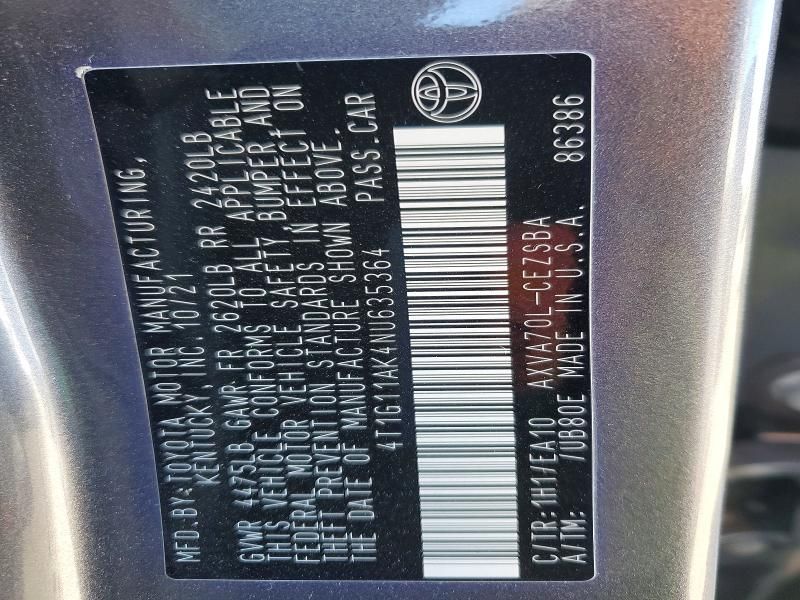 MFD.BY:TOYOTA MOTOR MANUFACTURING,
KENTUCKY, INC. 10/21
GVWR 4475LB GAWR FR 2620LB RR 2420LB
THIS VEHICLE CONFORMS TO ALL APPLICABLE
FEDERAL MOTOR VEHICLE SAFETY, BUMPER, AND
THEFT PREVENTION STANDARDS IN EFFECT ON
THE DATE OF MANUFACTURE SHOWN ABOVE.
4T1G11AK4NU635364 PASS.CAR
C/TR:1H1/EA10 AXVA70L-CEZSBA
A/TM: /UB80E MADE IN U.S.A. 86386